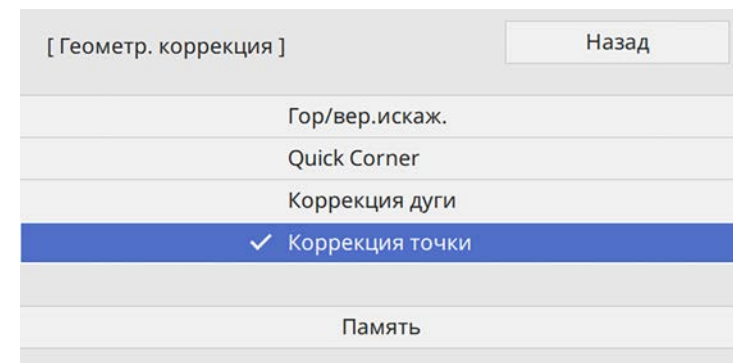 [ Геометр. коррекция ]
Назад
Гор/вер.искаж.
Quick Corner
Коррекция дуги
Коррекция точки
Память